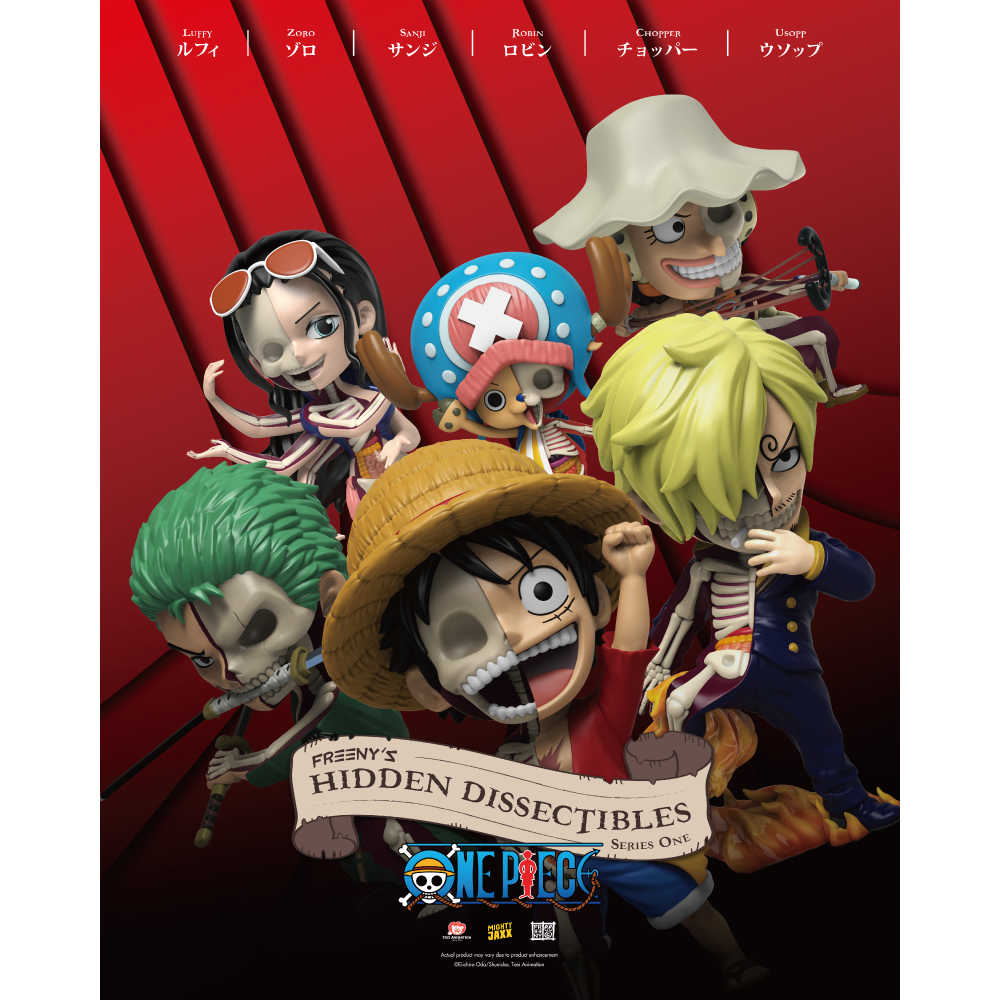 LUFFY
ルフィ
ZORO
ゾロ
SANJI
サンジ
ROBIN
ロビン
CHOPPER
チョッパー
USOPP
ウソップ
FREENY'S
HIDDEN DISSECTIBLES
SERIES ONE
ONE PIECE
TOEI ANIMATION
MIGHTY JAXX
Actual product may vary due to product enhancement
©Eiichiro Oda/Shueisha, Toei Animation